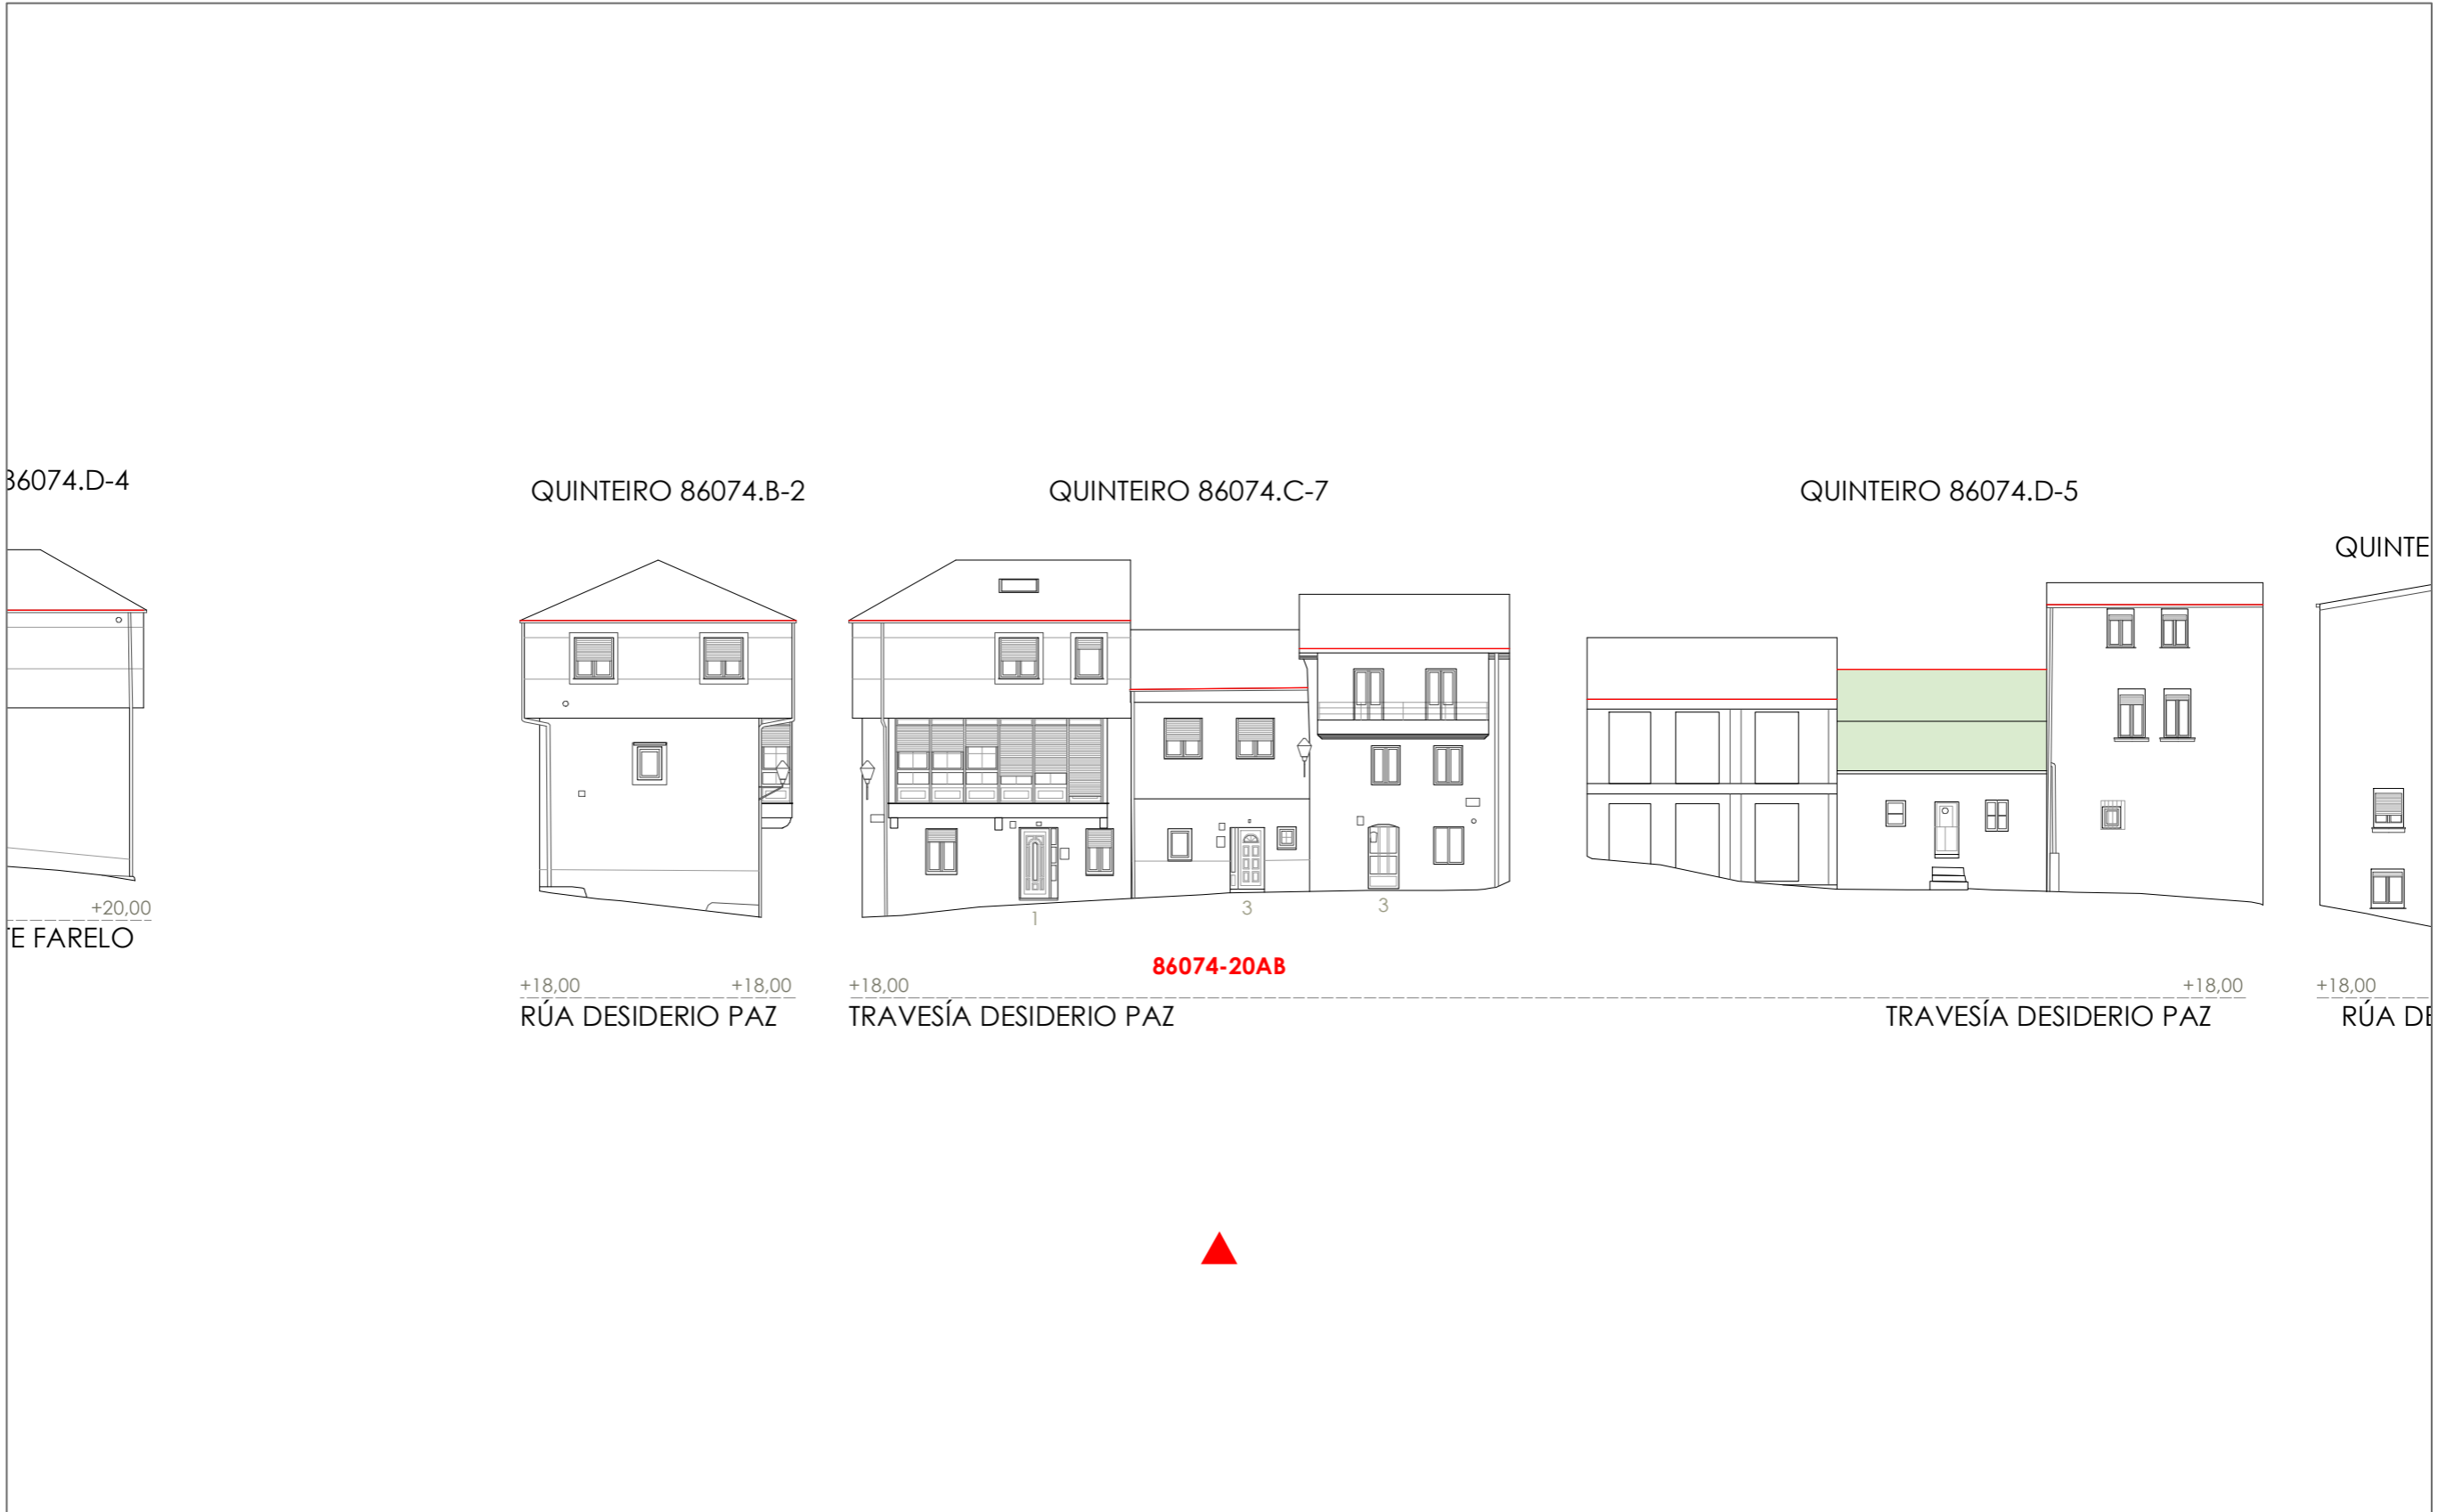 86074.D-4
QUINTEIRO 86074.B-2
QUINTEIRO 86074.C-7
QUINTEIRO 86074.D-5
QUINTE
1
3
3
+20,00
TE FARELO
86074-20AB
+18,00
+18,00
+18,00
+18,00
+18,00
RÚA DESIDERIO PAZ
TRAVESÍA DESIDERIO PAZ
TRAVESÍA DESIDERIO PAZ
RÚA DE